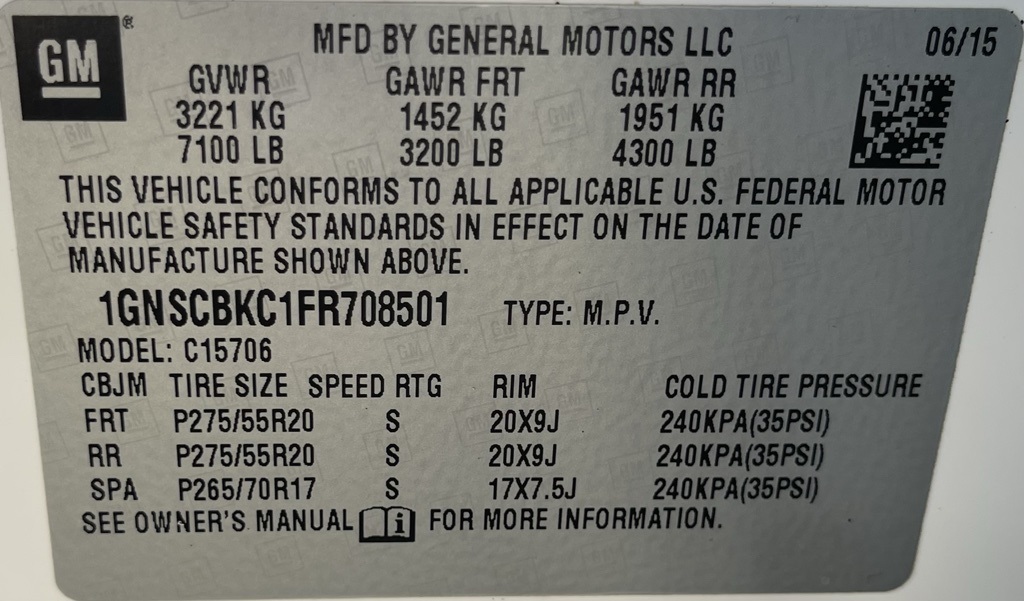 GM ®
MFD BY GENERAL MOTORS LLC 06/15
GVWR GAWR FRT GAWR RR
3221 KG 1452 KG 1951 KG
7100 LB 3200 LB 4300 LB
THIS VEHICLE CONFORMS TO ALL APPLICABLE U.S. FEDERAL MOTOR
VEHICLE SAFETY STANDARDS IN EFFECT ON THE DATE OF
MANUFACTURE SHOWN ABOVE.
1GNSCBKC1FR708501 TYPE: M.P.V.
MODEL: C15706
CBJM TIRE SIZE SPEED RTG RIM COLD TIRE PRESSURE
FRT P275/55R20 S 20X9J 240KPA(35PSI)
RR P275/55R20 S 20X9J 240KPA(35PSI)
SPA P265/70R17 S 17X7.5J 240KPA(35PSI)
SEE OWNER'S MANUAL i FOR MORE INFORMATION.